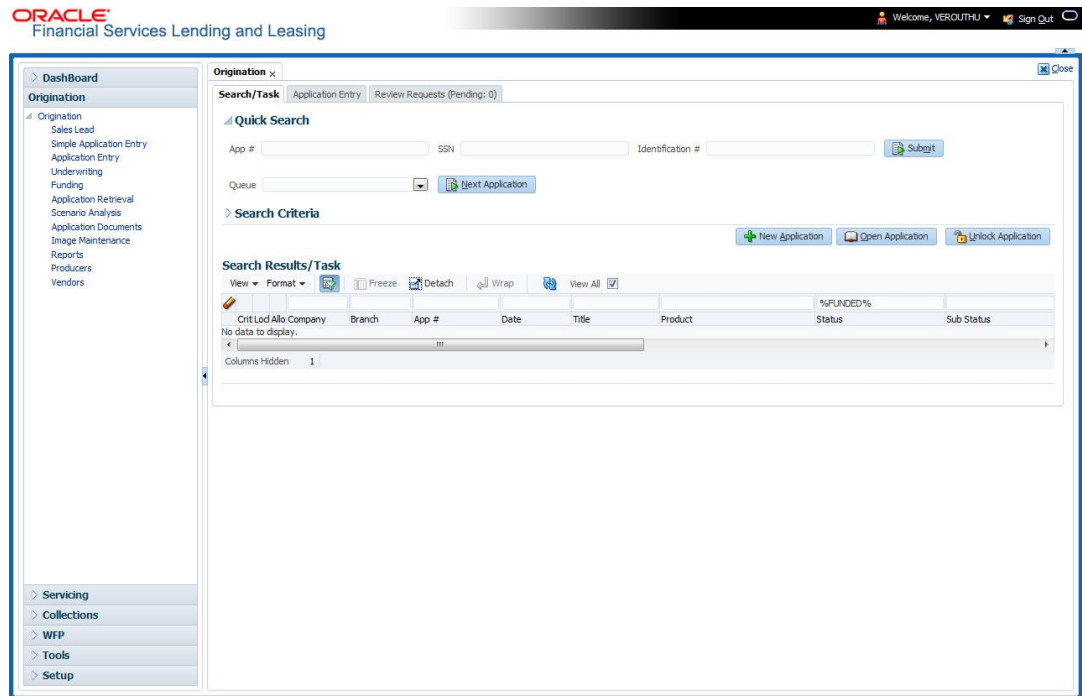 ORACLE
Financial Services Lending and Leasing
Welcome, VEROUTHU
Sign Out
Close
DashBoard
Origination
Origination
Sales Lead
Simple Application Entry
Application Entry
Underwriting
Funding
Application Retrieval
Scenario Analysis
Application Documents
Image Maintenance
Reports
Producers
Vendors
Servicing
Collections
WFP
Tools
Setup
Origination x
Search/Task Application Entry Review Requests (Pending: 0)
Quick Search
App # SSN Identification # Submit
Queue Next Application
Search Criteria
New Application Open Application Unlock Application
Search Results/Task
View Format Freeze Detach Wrap View All
%FUNDED%
Crit Locl Allo Company Branch App # Date Title Product Status Sub Status
No data to display.
Columns Hidden 1